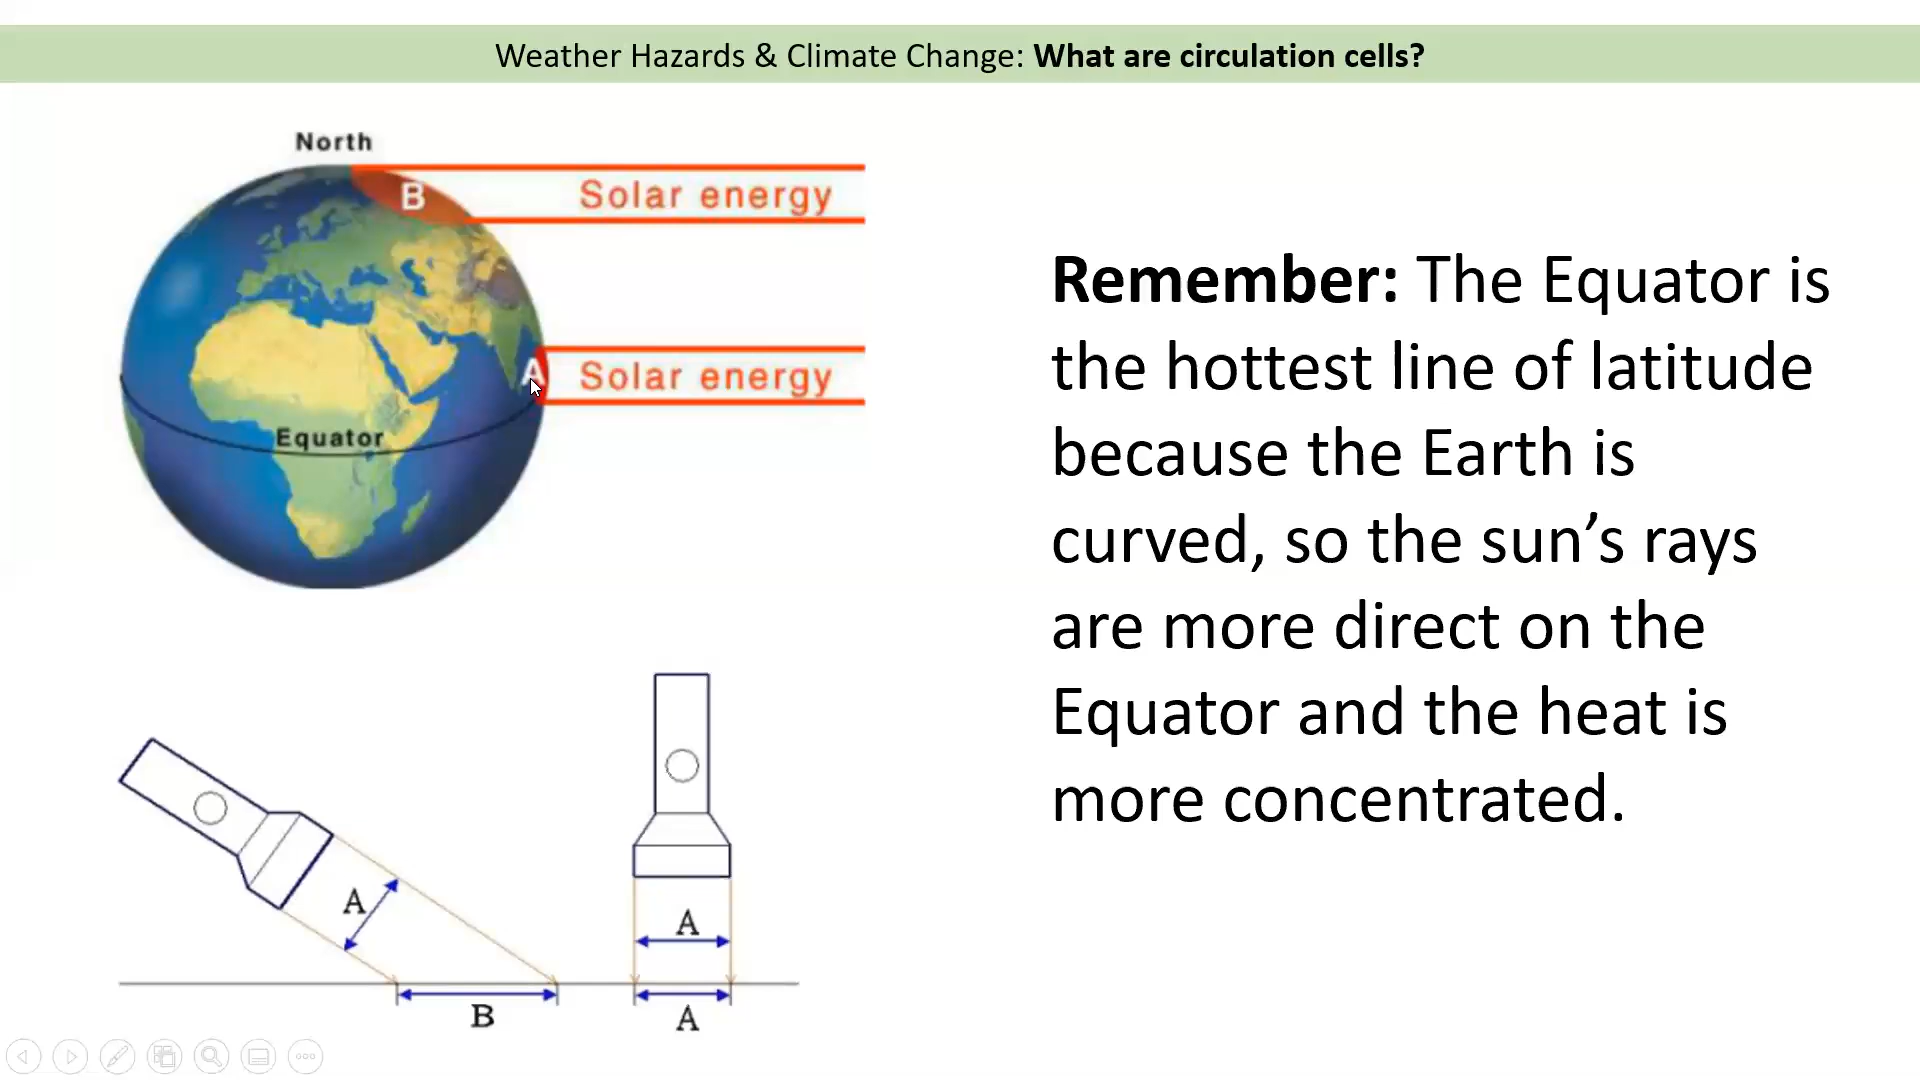 Weather Hazards & Climate Change: What are circulation cells?
North
B
Solar energy
A
Solar energy
Equator
Remember: The Equator is
the hottest line of latitude
because the Earth is
curved, so the sun’s rays
are more direct on the
Equator and the heat is
more concentrated.
A
B
A
A